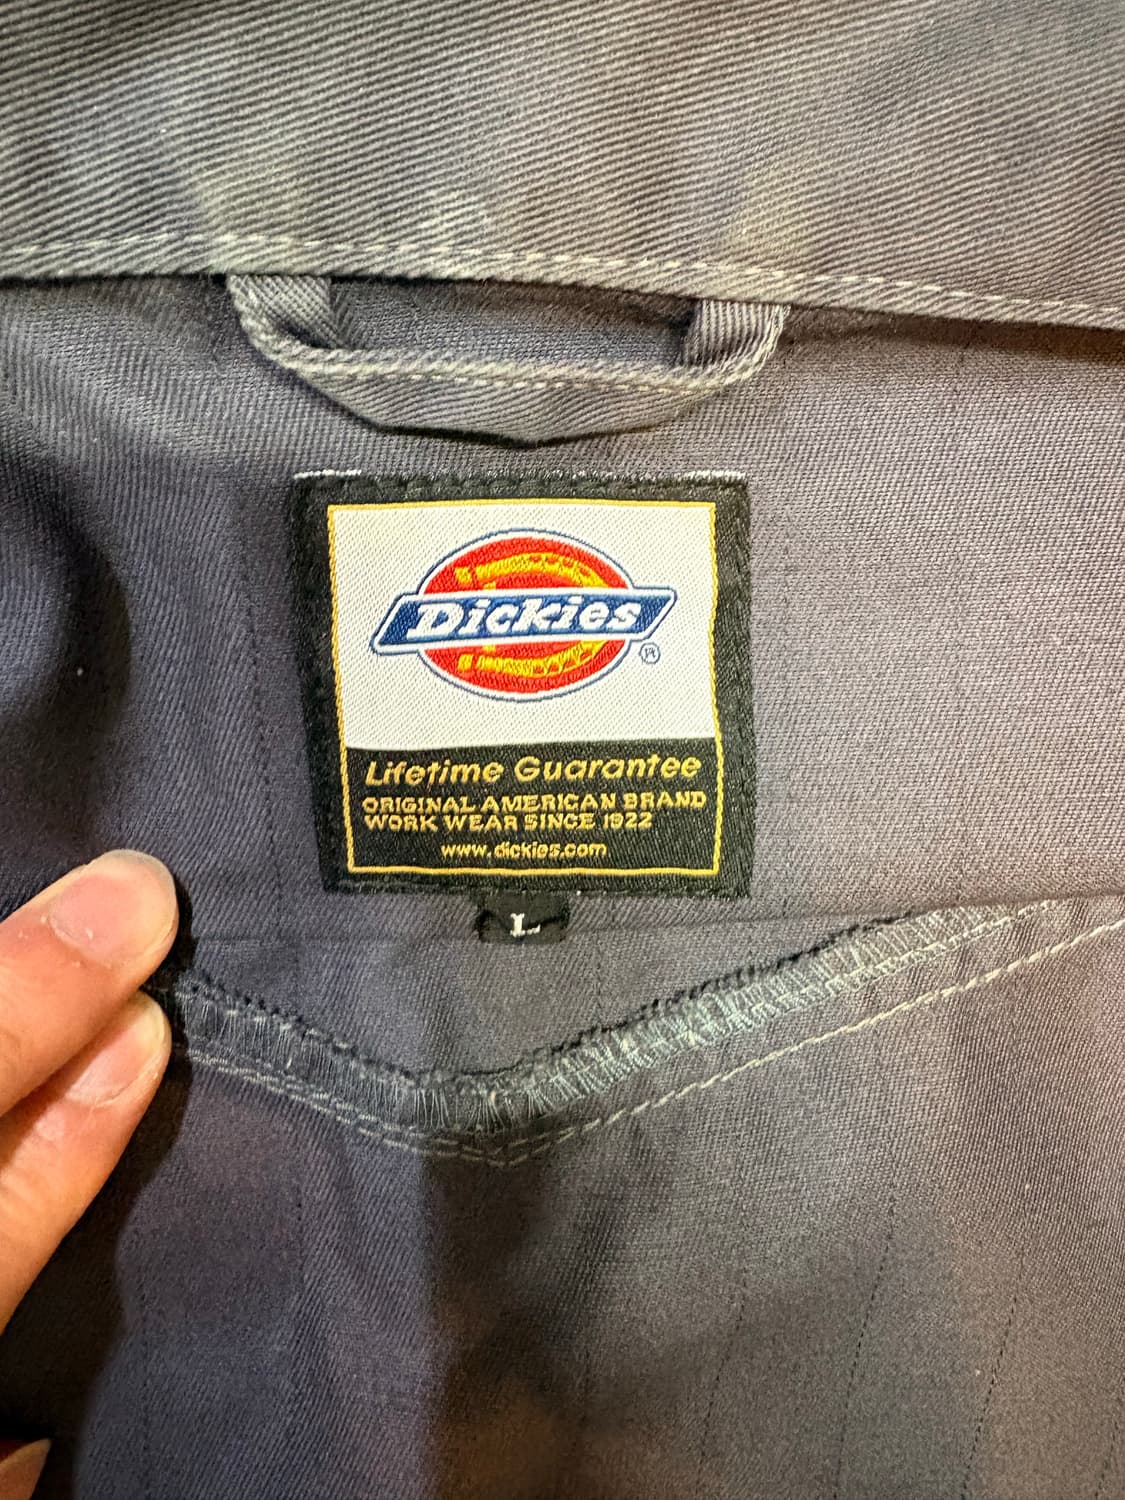 Dickies
®
Lifetime Guarantee
ORIGINAL AMERICAN BRAND
WORK WEAR SINCE 1922
www.dickies.com
L